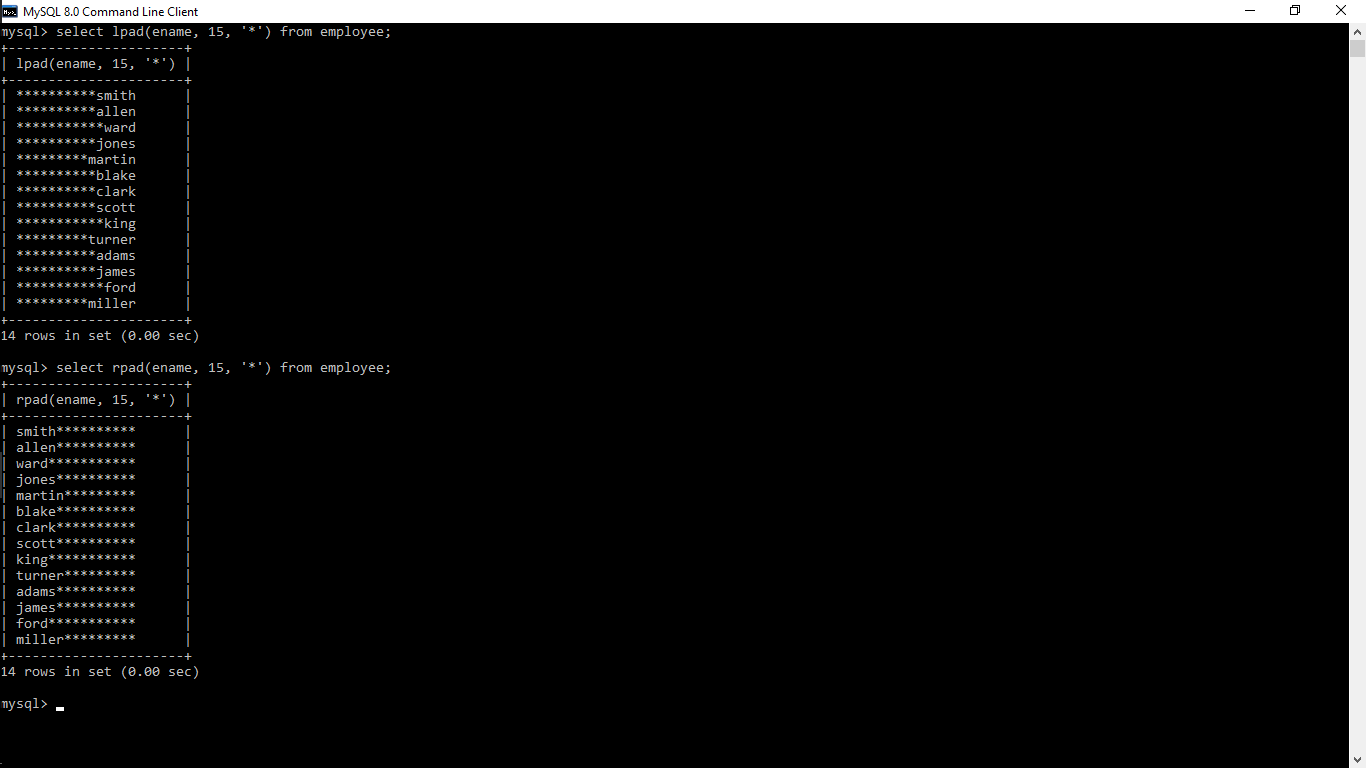 MySQL 8.0 Command Line Client
mysql> select lpad(ename, 15, '*') from employee;
+----------------------+
| lpad(ename, 15, '*') |
+----------------------+
| **********smith      |
| **********allen      |
| ***********ward      |
| **********jones      |
| *********martin      |
| **********blake      |
| **********clark      |
| **********scott      |
| ***********king      |
| *********turner      |
| **********adams      |
| **********james      |
| ***********ford      |
| *********miller      |
+----------------------+
14 rows in set (0.00 sec)

mysql> select rpad(ename, 15, '*') from employee;
+----------------------+
| rpad(ename, 15, '*') |
+----------------------+
| smith**********      |
| allen**********      |
| ward***********      |
| jones**********      |
| martin*********      |
| blake**********      |
| clark**********      |
| scott**********      |
| king***********      |
| turner*********      |
| adams**********      |
| james**********      |
| ford***********      |
| miller*********      |
+----------------------+
14 rows in set (0.00 sec)

mysql>